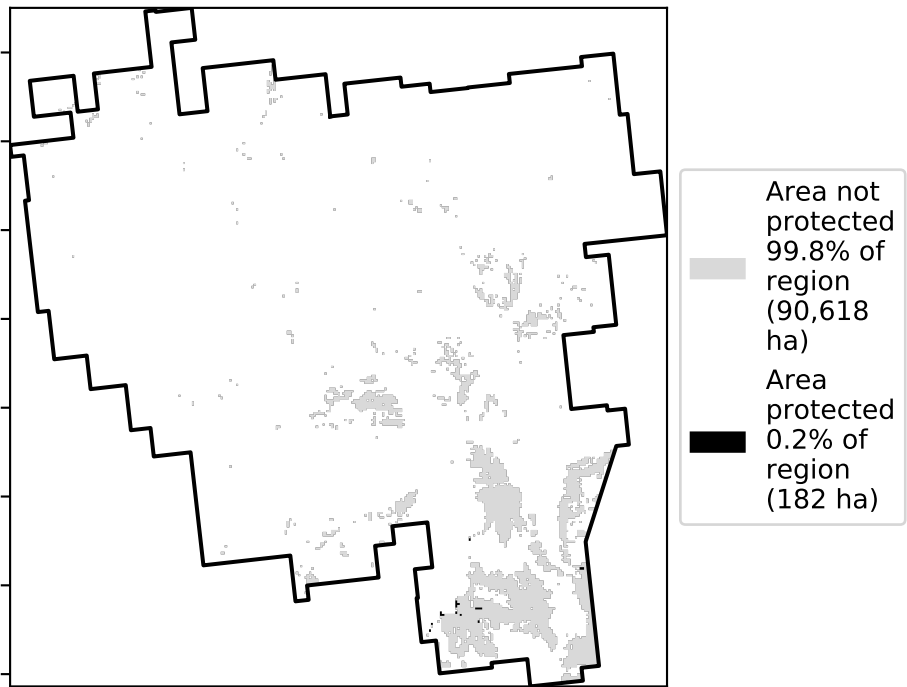 Area not
protected
99.8% of
region
(90,618
ha)
Area
protected
0.2% of
region
(182 ha)